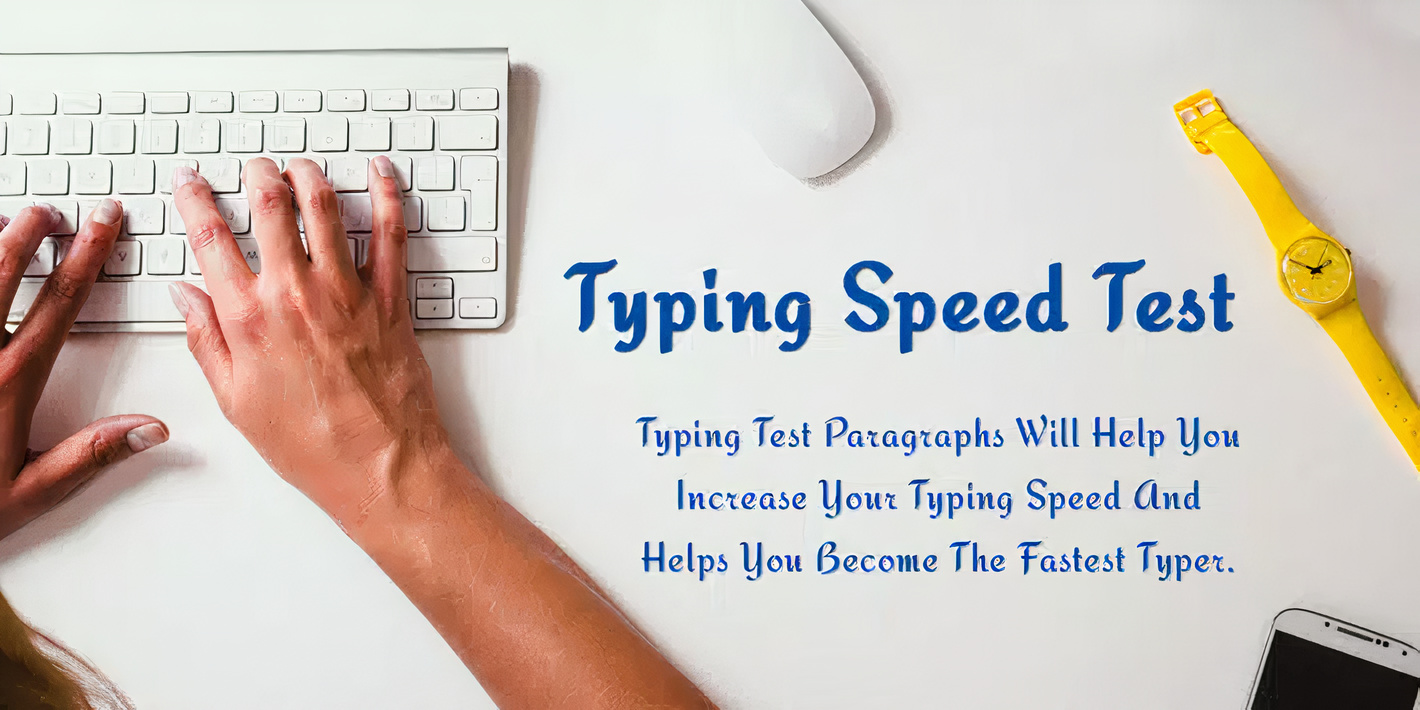 Typing Speed Test
Typing Test Paragraphs Will Help You
Increase Your Typing Speed And
Helps You Become The Fastest Typer.